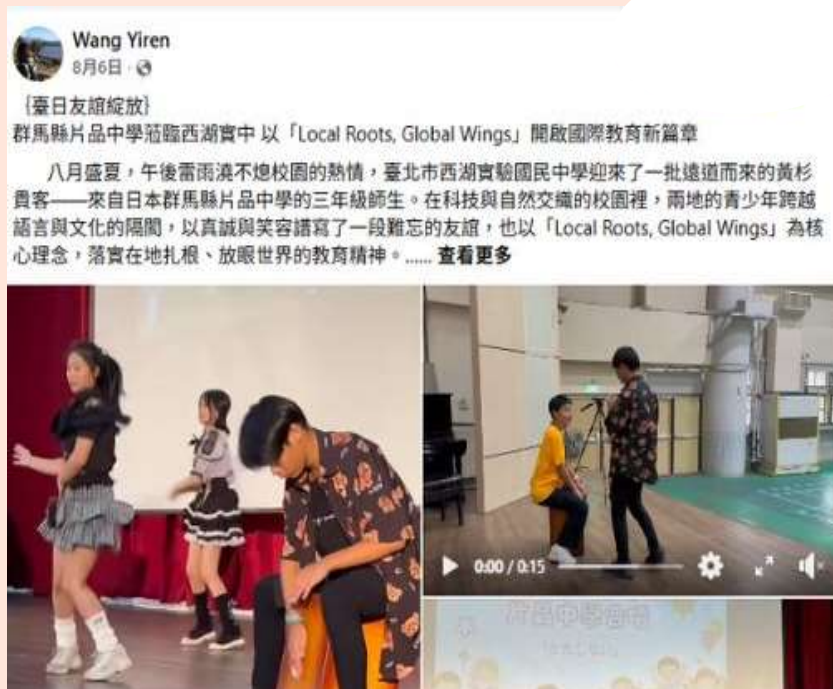 Wang Yiren
8月6日 ·
{臺日友誼綻放}
群馬縣片品中學蒞臨西湖實中 以「Local Roots, Global Wings」開啟國際教育新篇章
八月盛夏，午後雷雨澆不熄校園的熱情，臺北市西湖實驗國民中學迎來了一批遠道而來的黃杉
貴客——來自日本群馬縣片品中學的三年級師生。在科技與自然交織的校園裡，兩地的青少年跨越
語言與文化的隔閡，以真誠與笑容譜寫了一段難忘的友誼，也以「Local Roots, Global Wings」為核
心理念，落實在地扎根、放眼世界的教育精神。...... 查看更多
0:00 / 0:15
片品中學合唱